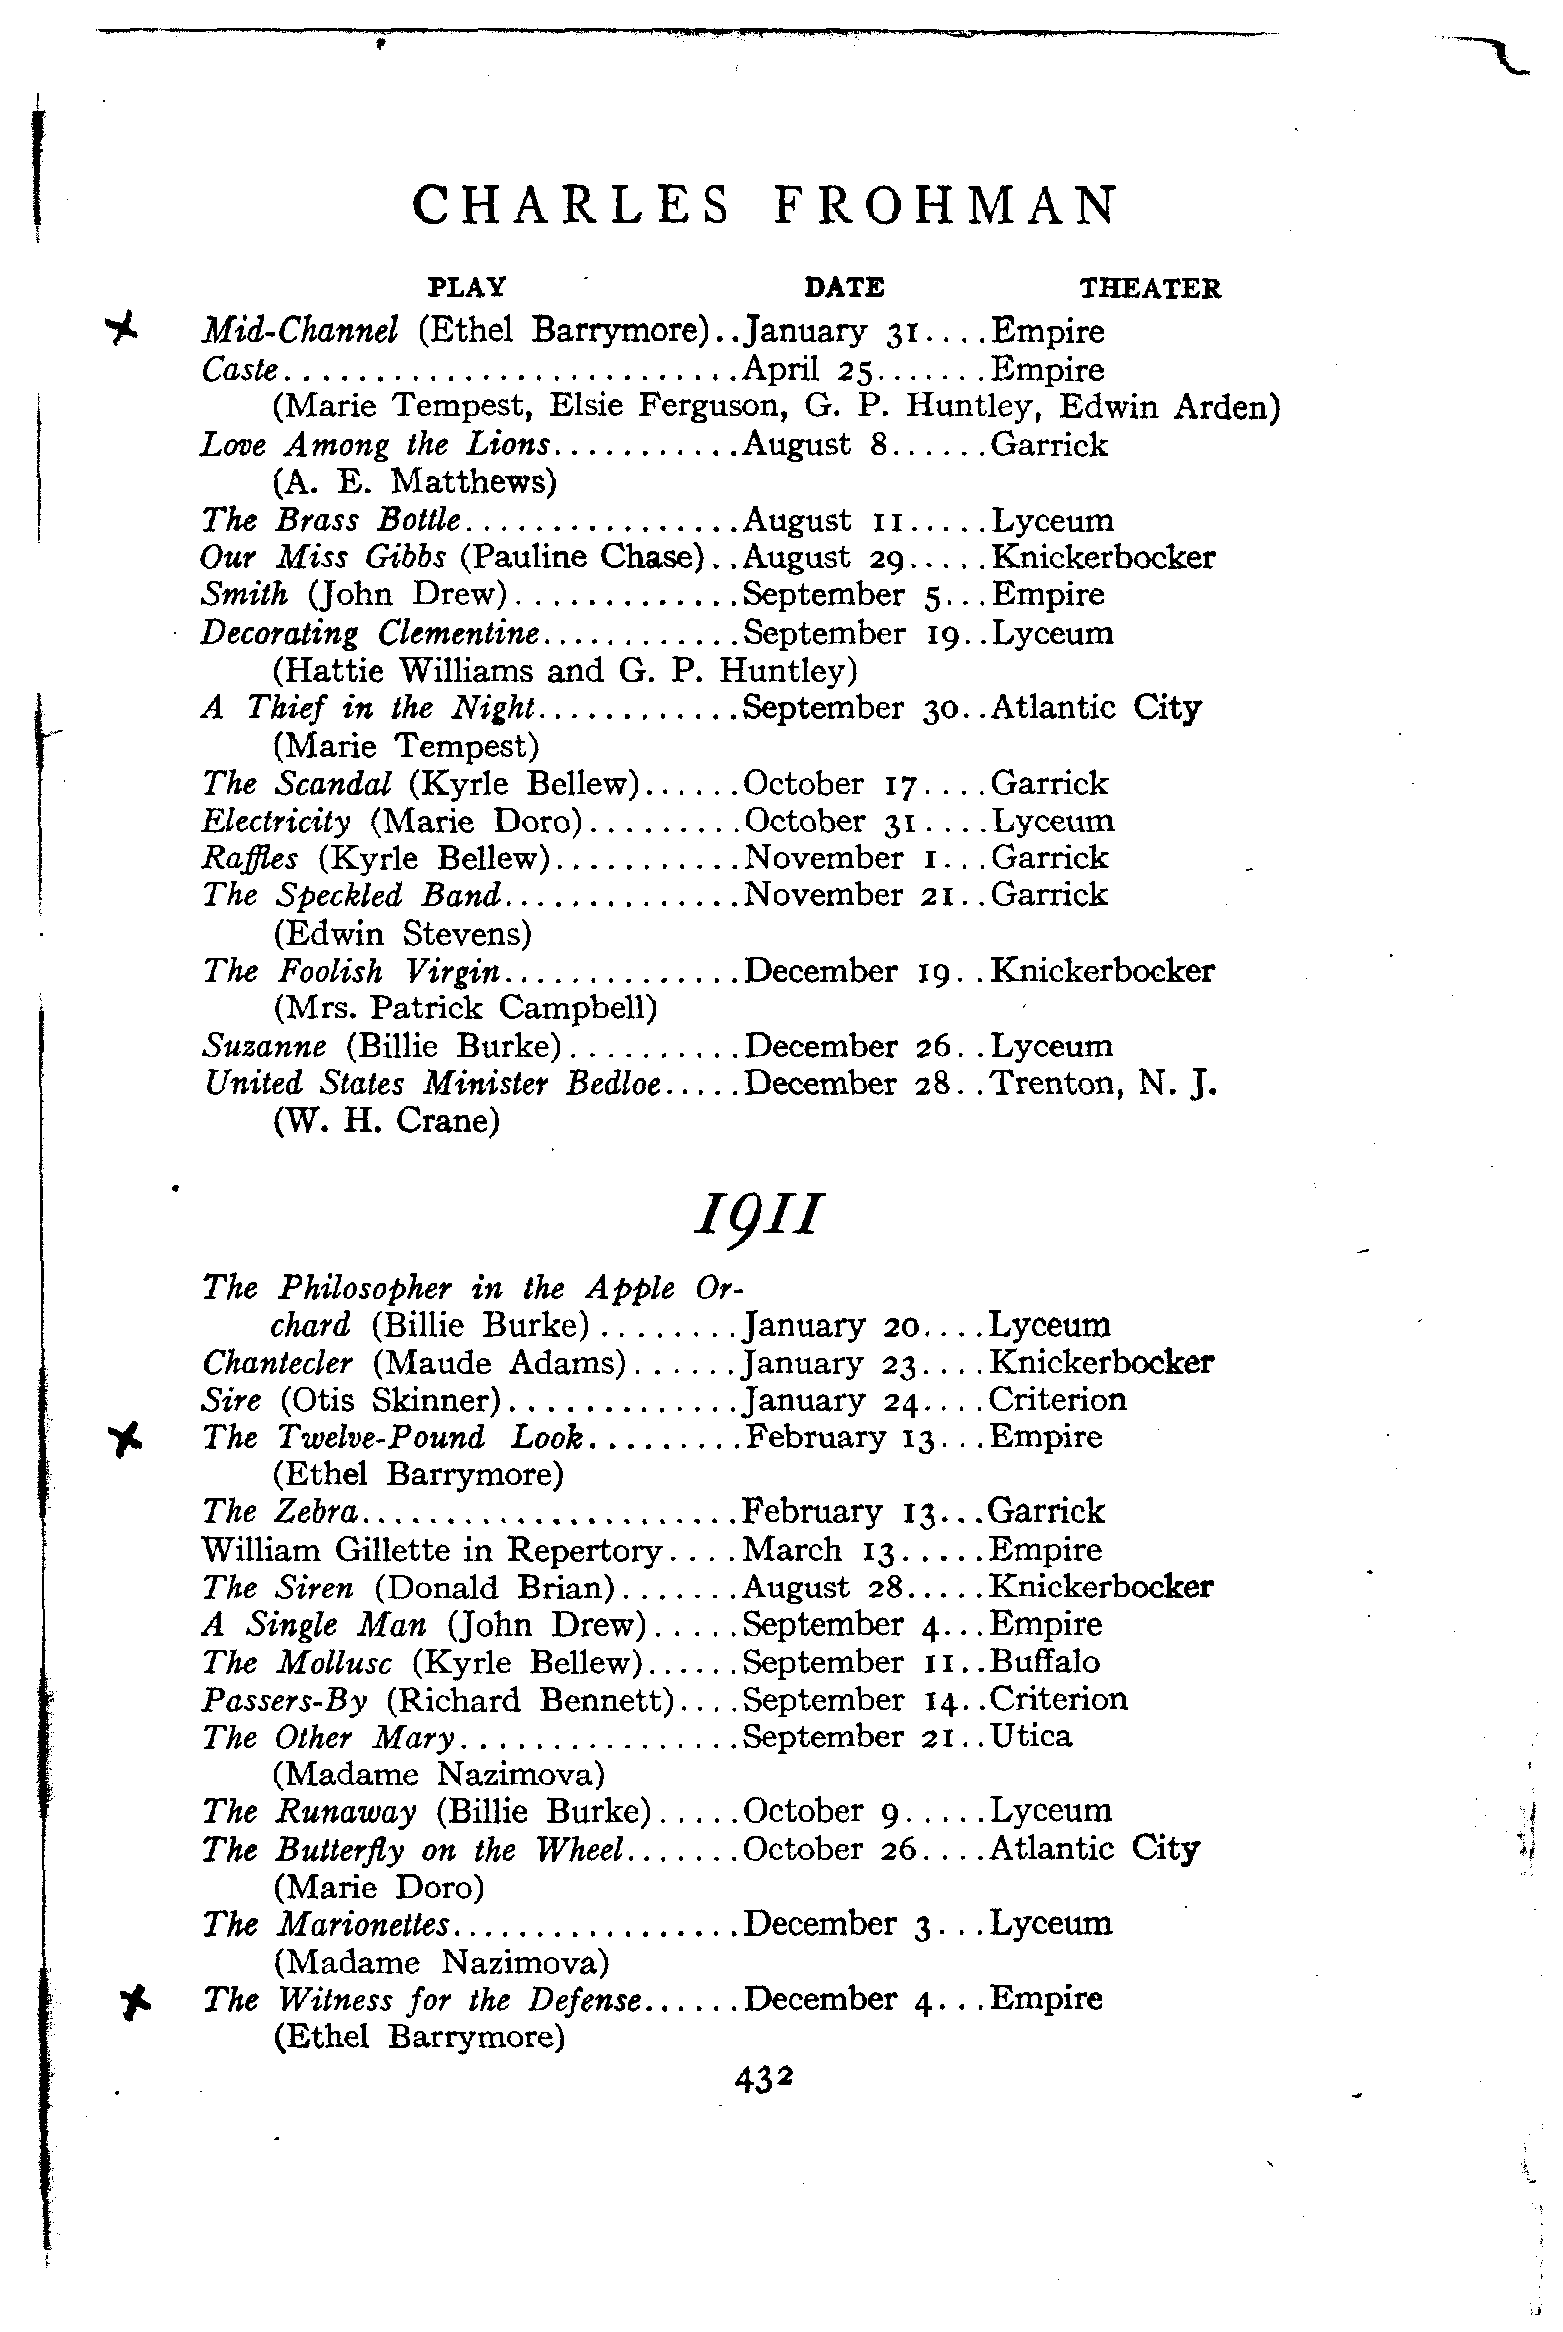 CHARLES FROHMAN
PLAY DATE THEATER
Mid-Channel (Ethel Barrymore)..January 31....Empire
Caste..........................April 25.......Empire
(Marie Tempest, Elsie Ferguson, G. P. Huntley, Edwin Arden)
Love Among the Lions...........August 8......Garrick
(A. E. Matthews)
The Brass Bottle................August 11.....Lyceum
Our Miss Gibbs (Pauline Chase)..August 29.....Knickerbocker
Smith (John Drew).............September 5...Empire
Decorating Clementine............September 19..Lyceum
(Hattie Williams and G. P. Huntley)
A Thief in the Night............September 30..Atlantic City
(Marie Tempest)
The Scandal (Kyrle Bellew)......October 17....Garrick
Electricity (Marie Doro).........October 31....Lyceum
Raffles (Kyrle Bellew)...........November 1...Garrick
The Speckled Band..............November 21..Garrick
(Edwin Stevens)
The Foolish Virgin..............December 19..Knickerbocker
(Mrs. Patrick Campbell)
Suzanne (Billie Burke)..........December 26..Lyceum
United States Minister Bedloe.....December 28..Trenton, N. J.
(W. H. Crane)
1911
The Philosopher in the Apple Or-
chard (Billie Burke)........January 20....Lyceum
Chantecler (Maude Adams)......January 23....Knickerbocker
Sire (Otis Skinner).............January 24....Criterion
The Twelve-Pound Look.........February 13...Empire
(Ethel Barrymore)
The Zebra......................February 13...Garrick
William Gillette in Repertory....March 13.....Empire
The Siren (Donald Brian).......August 28.....Knickerbocker
A Single Man (John Drew).....September 4...Empire
The Mollusc (Kyrle Bellew)......September 11..Buffalo
Passers-By (Richard Bennett)....September 14..Criterion
The Other Mary................September 21..Utica
(Madame Nazimova)
The Runaway (Billie Burke).....October 9.....Lyceum
The Butterfly on the Wheel.......October 26....Atlantic City
(Marie Doro)
The Marionettes.................December 3...Lyceum
(Madame Nazimova)
The Witness for the Defense......December 4...Empire
(Ethel Barrymore)
432